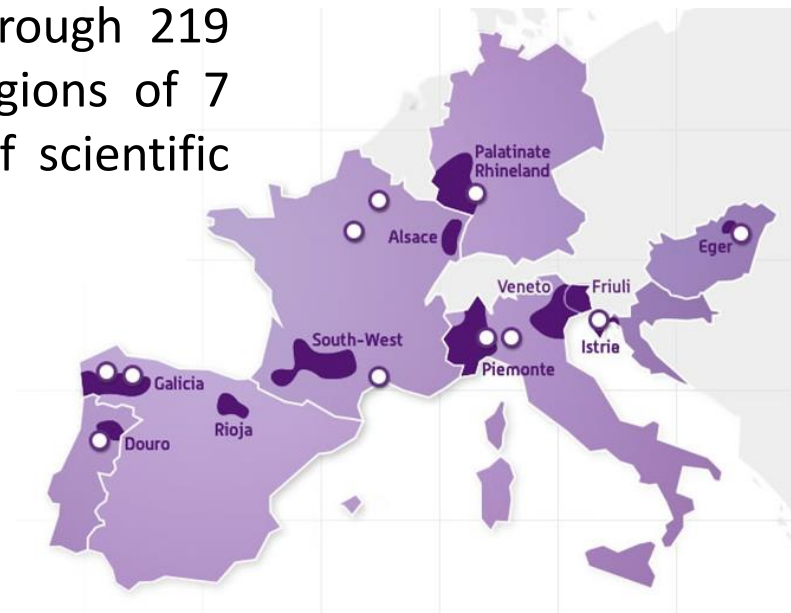 rough 219
gions of 7
f scientific
Palatinate
Rhineland
Alsace
Eger
Veneto
Friuli
Istrie
South-West
Piemonte
Galicia
Rioja
Douro